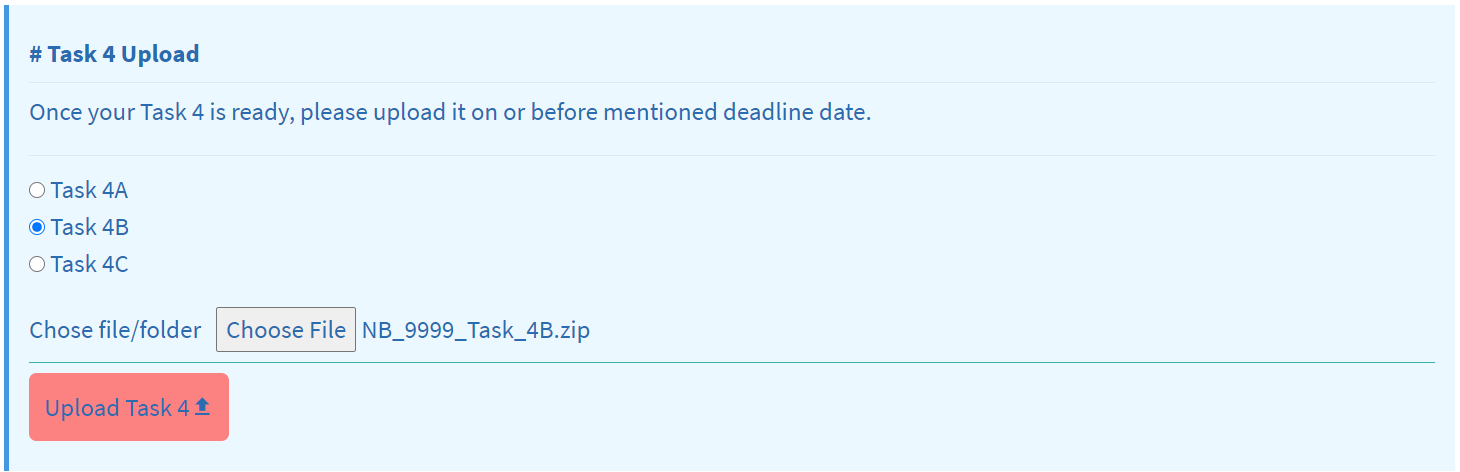 # Task 4 Upload
Once your Task 4 is ready, please upload it on or before mentioned deadline date.
Task 4A
Task 4B
Task 4C
Chose file/folder Choose File NB_9999_Task_4B.zip
Upload Task 4